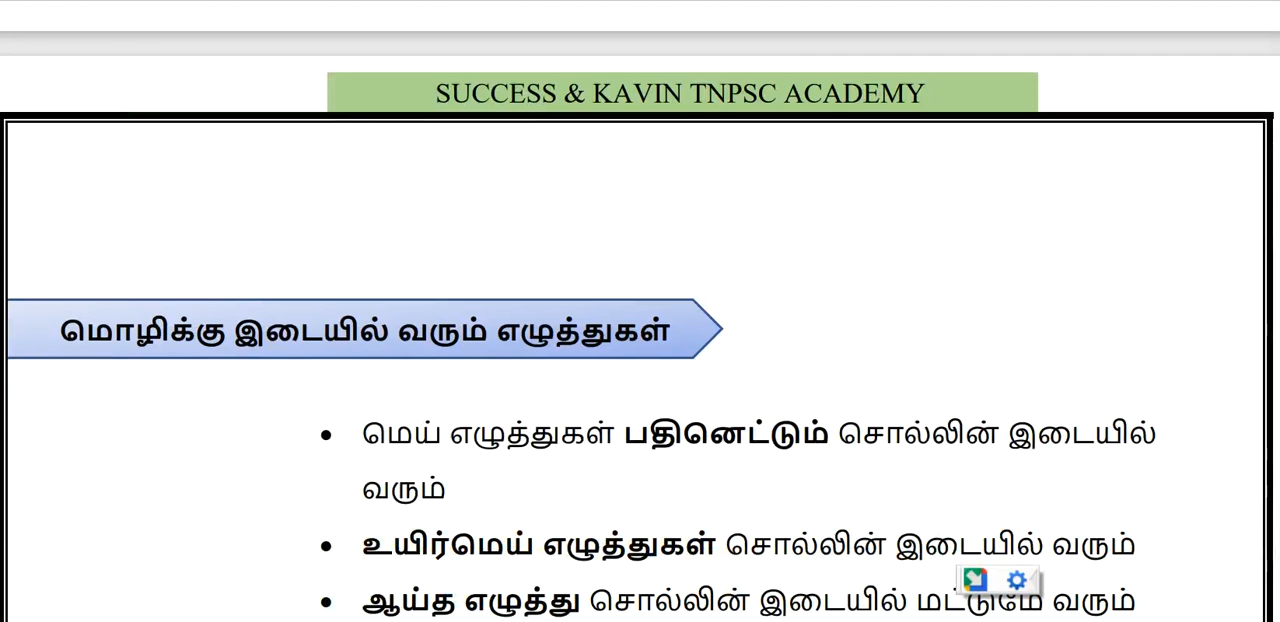 SUCCESS & KAVIN TNPSC ACADEMY
மொழிக்கு இடையில் வரும் எழுத்துகள்
• மெய் எழுத்துகள் பதினெட்டும் சொல்லின் இடையில்
வரும்
• உயிர்மெய் எழுத்துகள் சொல்லின் இடையில் வரும்
• ஆய்த எழுத்து சொல்லின் இடையில் மட்டுமே வரும்